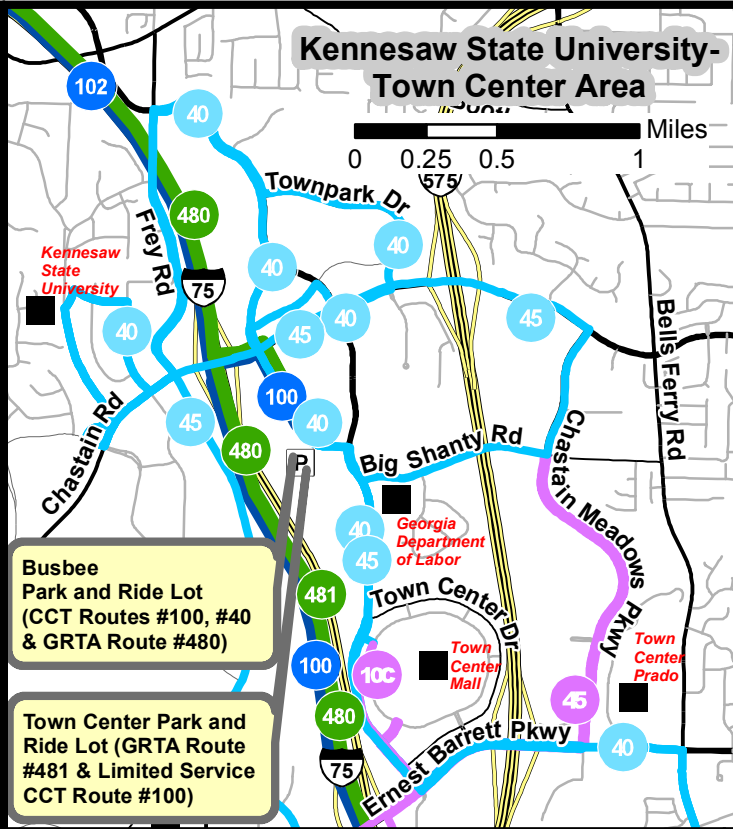 Kennesaw State University-
Town Center Area
Miles
0 0.25 0.5 1
102
40
575
Townpark Dr
480
Frey Rd
40
Kennesaw
State
University
75
40
45
40
45
40
Bells Ferry Rd
100
40
45
Chastain Rd
480
P
Big Shanty Rd
Chastain Meadows Pkwy
Georgia
Department
of Labor
40
45
Busbee
Park and Ride Lot
(CCT Routes #100, #40
& GRTA Route #480)
481
Town Center Dr
100
10C
Town
Center
Mall
Town
Center
Prado
45
480
Town Center Park and
Ride Lot (GRTA Route
#481 & Limited Service
CCT Route #100)
75
Ernest Barrett Pkwy
40